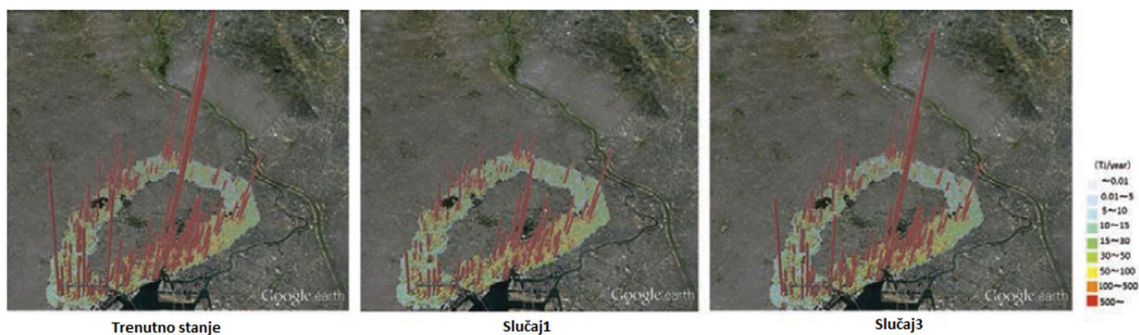 Google earth
Google earth
Google earth
(TJ/year)
～0.01
0.01～5
5～10
10～15
15～30
30～50
50～100
100～500
500～
Trenutno stanje
Slučaj1
Slučaj3